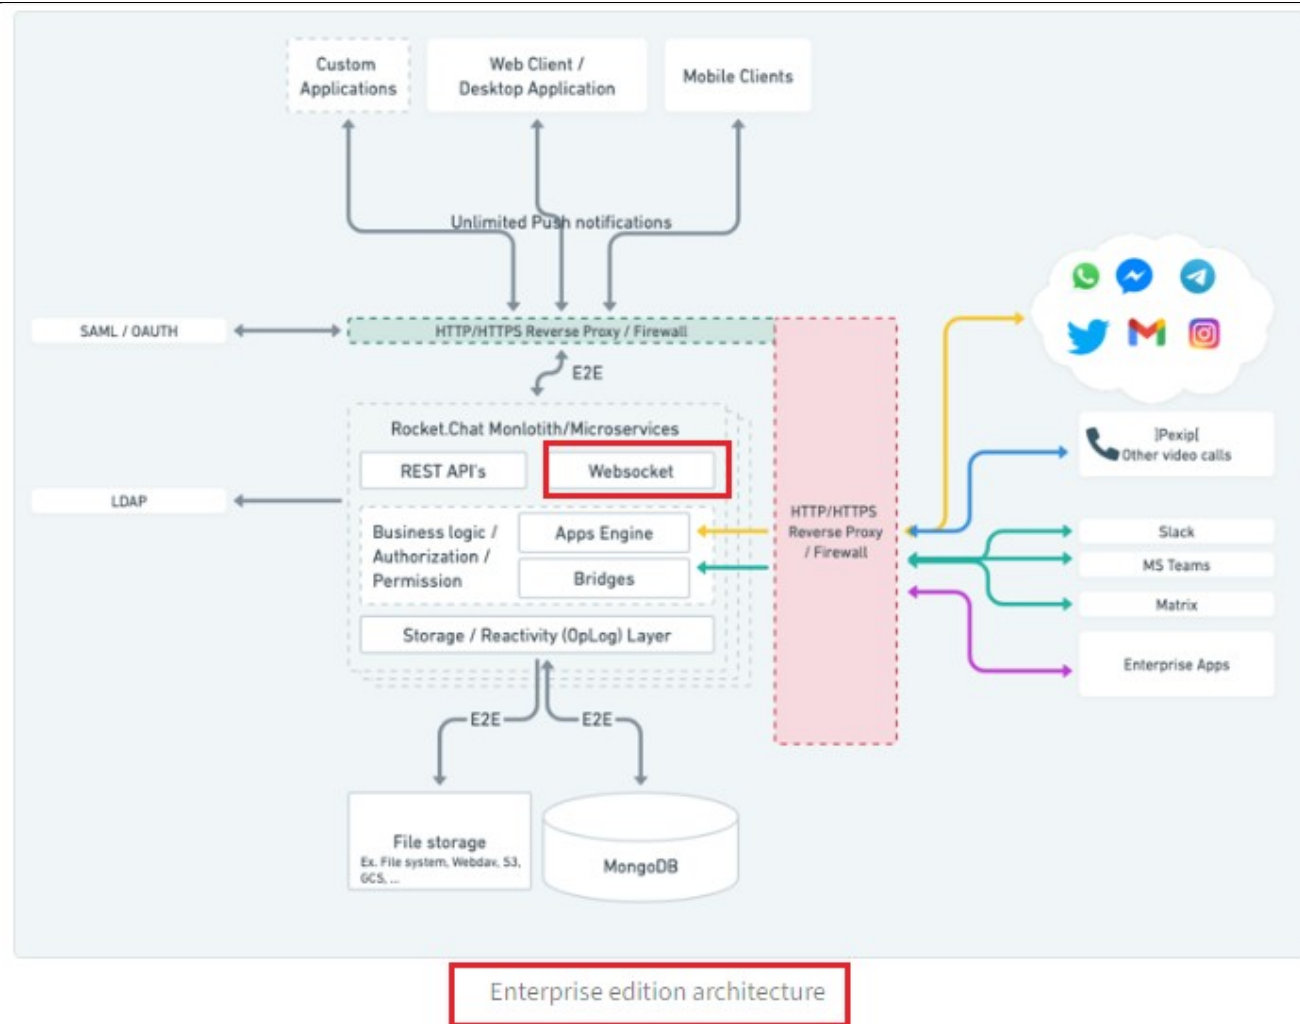 Custom
Applications
Web Client /
Desktop Application
Mobile Clients
Unlimited Push notifications
SAML / OAUTH
HTTP/HTTPS Reverse Proxy / Firewall
E2E
Rocket.Chat Monlotith/Microservices
REST API's
Websocket
LDAP
Business logic /
Authorization /
Permission
Apps Engine
Bridges
Storage / Reactivity (OpLog) Layer
HTTP/HTTPS
Reverse Proxy
/ Firewall
]Pexip[
Other video calls
Slack
MS Teams
Matrix
Enterprise Apps
E2E
E2E
File storage
Ex. File system, Webdav, S3,
GCS, ...
MongoDB
Enterprise edition architecture